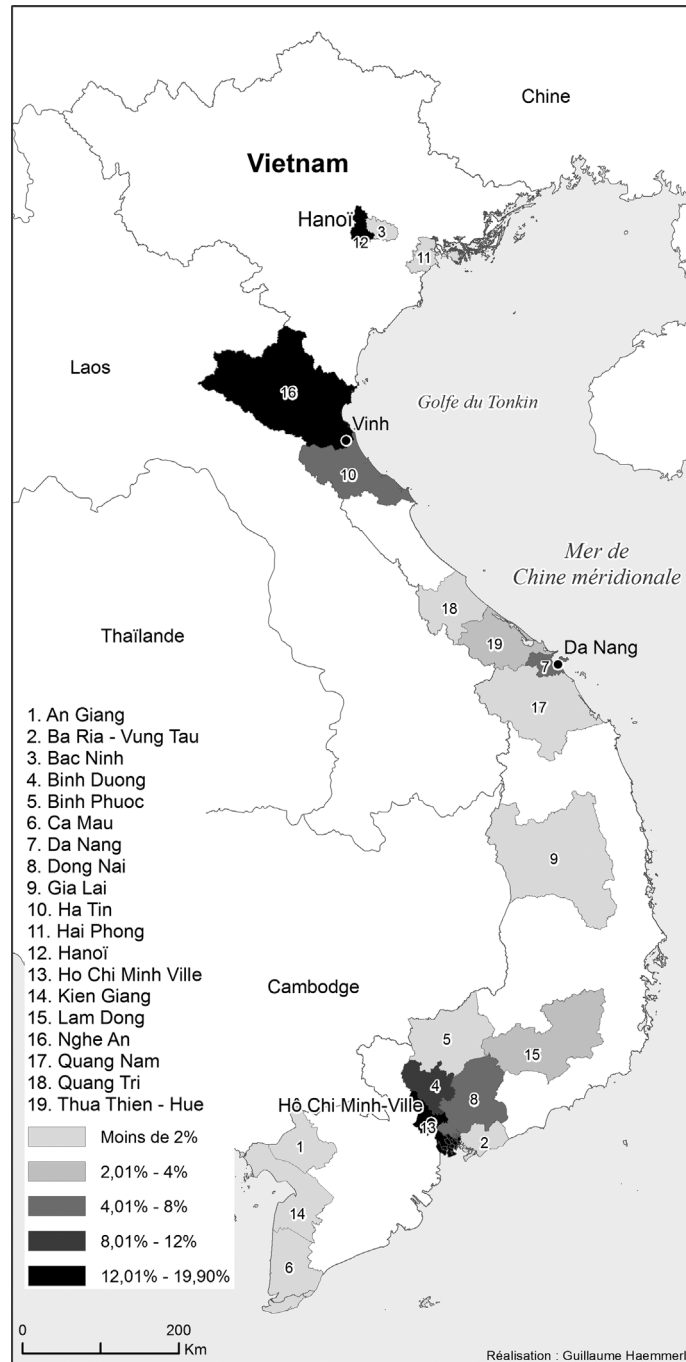 Chine
Vietnam
Hanoï
3
12
11
Laos
16
Golfe du Tonkin
Vinh
10
Mer de
Chine méridionale
18
Thaïlande
19
Da Nang
7
17
1. An Giang
2. Ba Ria - Vung Tau
3. Bac Ninh
4. Binh Duong
5. Binh Phuoc
6. Ca Mau
7. Da Nang
8. Dong Nai
9. Gia Lai
10. Ha Tin
11. Hai Phong
12. Hanoï
13. Ho Chi Minh Ville
14. Kien Giang
15. Lam Dong
16. Nghe An
17. Quang Nam
18. Quang Tri
19. Thua Thien - Hue
9
Cambodge
5
15
4
8
Hô Chi Minh-Ville
13
2
1
14
6
Moins de 2%
2,01% - 4%
4,01% - 8%
8,01% - 12%
12,01% - 19,90%
0 200
Km
Réalisation : Guillaume Haemmerl